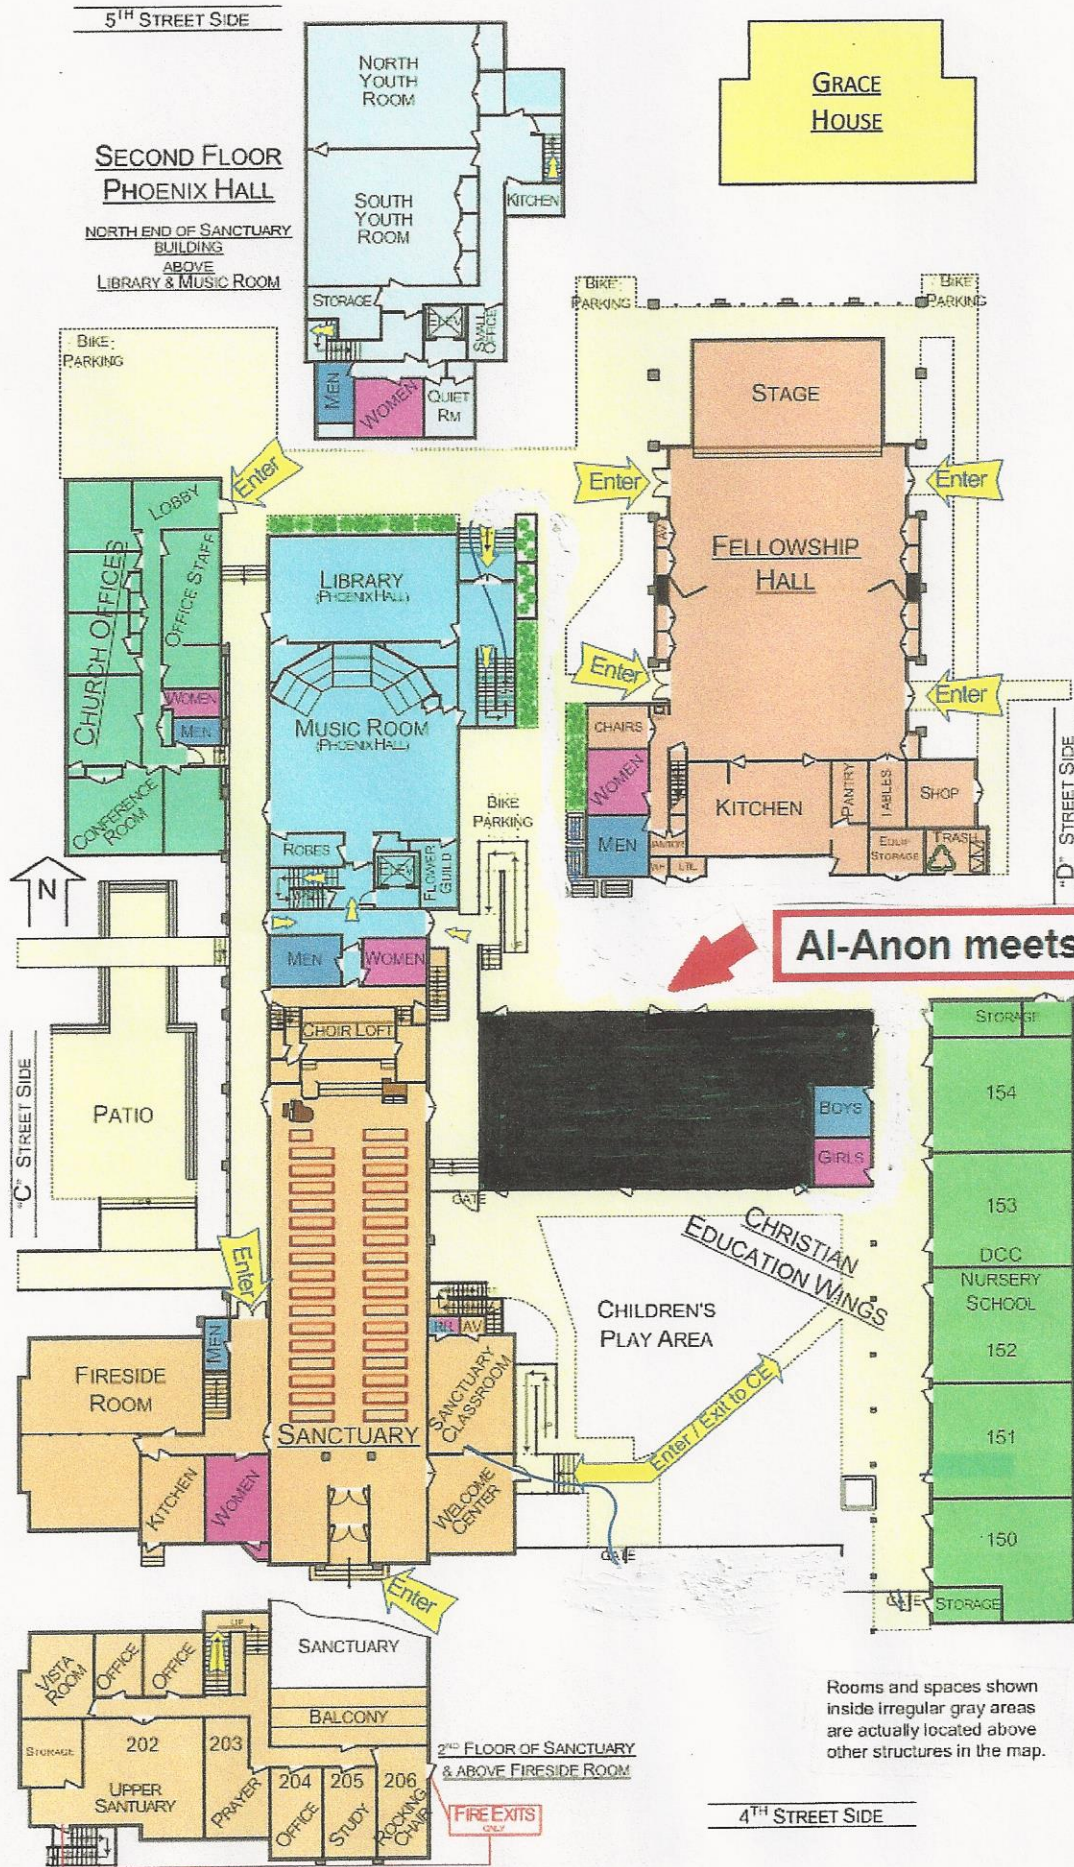 5TH STREET SIDE
NORTH
YOUTH
ROOM
GRACE
HOUSE
SECOND FLOOR
PHOENIX HALL
NORTH END OF SANCTUARY
BUILDING
ABOVE
LIBRARY & MUSIC ROOM
SOUTH
YOUTH
ROOM
KITCHEN
STORAGE
ELEV
SMALL
OFFICE
MEN
WOMEN
QUIET
RM
BIKE
PARKING
BIKE
PARKING
BIKE
PARKING
STAGE
Enter
Enter
Enter
LOBBY
CHURCH OFFICES
OFFICE STAFF
WOMEN
MEN
CONFERENCE
ROOM
LIBRARY
(PHOENIX HALL)
MUSIC ROOM
(PHOENIX HALL)
AV
FELLOWSHIP
HALL
Enter
Enter
CHAIRS
WOMEN
MEN
KITCHEN
PANTRY
TABLES
SHOP
EQUIP
STORAGE
TRASH
UTIL
"D" STREET SIDE
BIKE
PARKING
ROBES
ELEV
FLOWER
GUILD
N
MEN
WOMEN
Al-Anon meets
CHOIR LOFT
"C" STREET SIDE
PATIO
BOYS
GIRLS
GATE
STORAGE
154
153
DCC
NURSERY
SCHOOL
152
151
150
STORAGE
GATE
CHRISTIAN
EDUCATION WINGS
CHILDREN'S
PLAY AREA
Enter / Exit to CE
Enter
MEN
FIRESIDE
ROOM
RR
AV
SANCTUARY
CLASSROOM
SANCTUARY
KITCHEN
WOMEN
WELCOME
CENTER
GATE
Enter
UP
VISTA
ROOM
OFFICE
OFFICE
SANCTUARY
BALCONY
STORAGE
202
UPPER
SANTUARY
203
PRAYER
204
OFFICE
205
STUDY
206
ROCKING
CHAIR
2ND FLOOR OF SANCTUARY
& ABOVE FIRESIDE ROOM
FIRE EXITS
ONLY
Rooms and spaces shown
inside irregular gray areas
are actually located above
other structures in the map.
4TH STREET SIDE